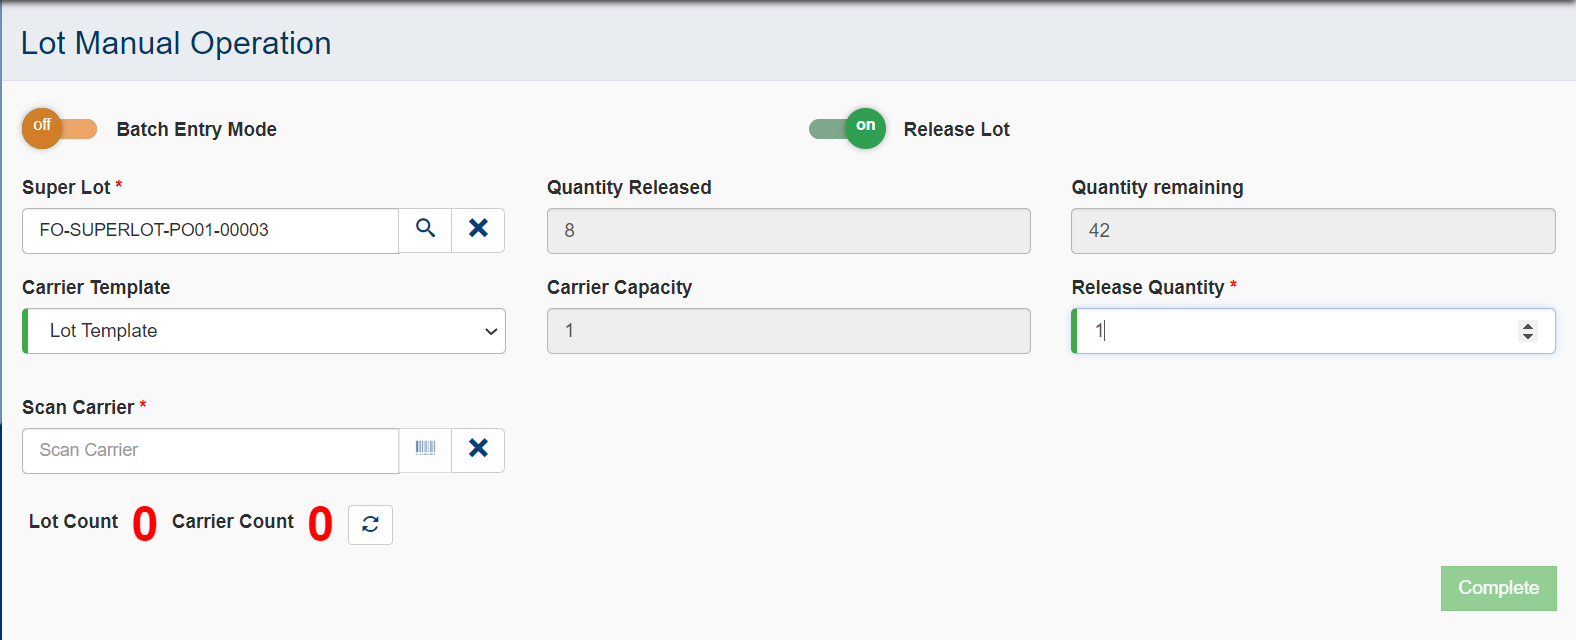 Lot Manual Operation
off Batch Entry Mode on Release Lot
Super Lot * Quantity Released Quantity remaining
FO-SUPERLOT-PO01-00003 8 42
Carrier Template Carrier Capacity Release Quantity *
Lot Template 1 1
Scan Carrier *
Scan Carrier
Lot Count 0 Carrier Count 0
Complete